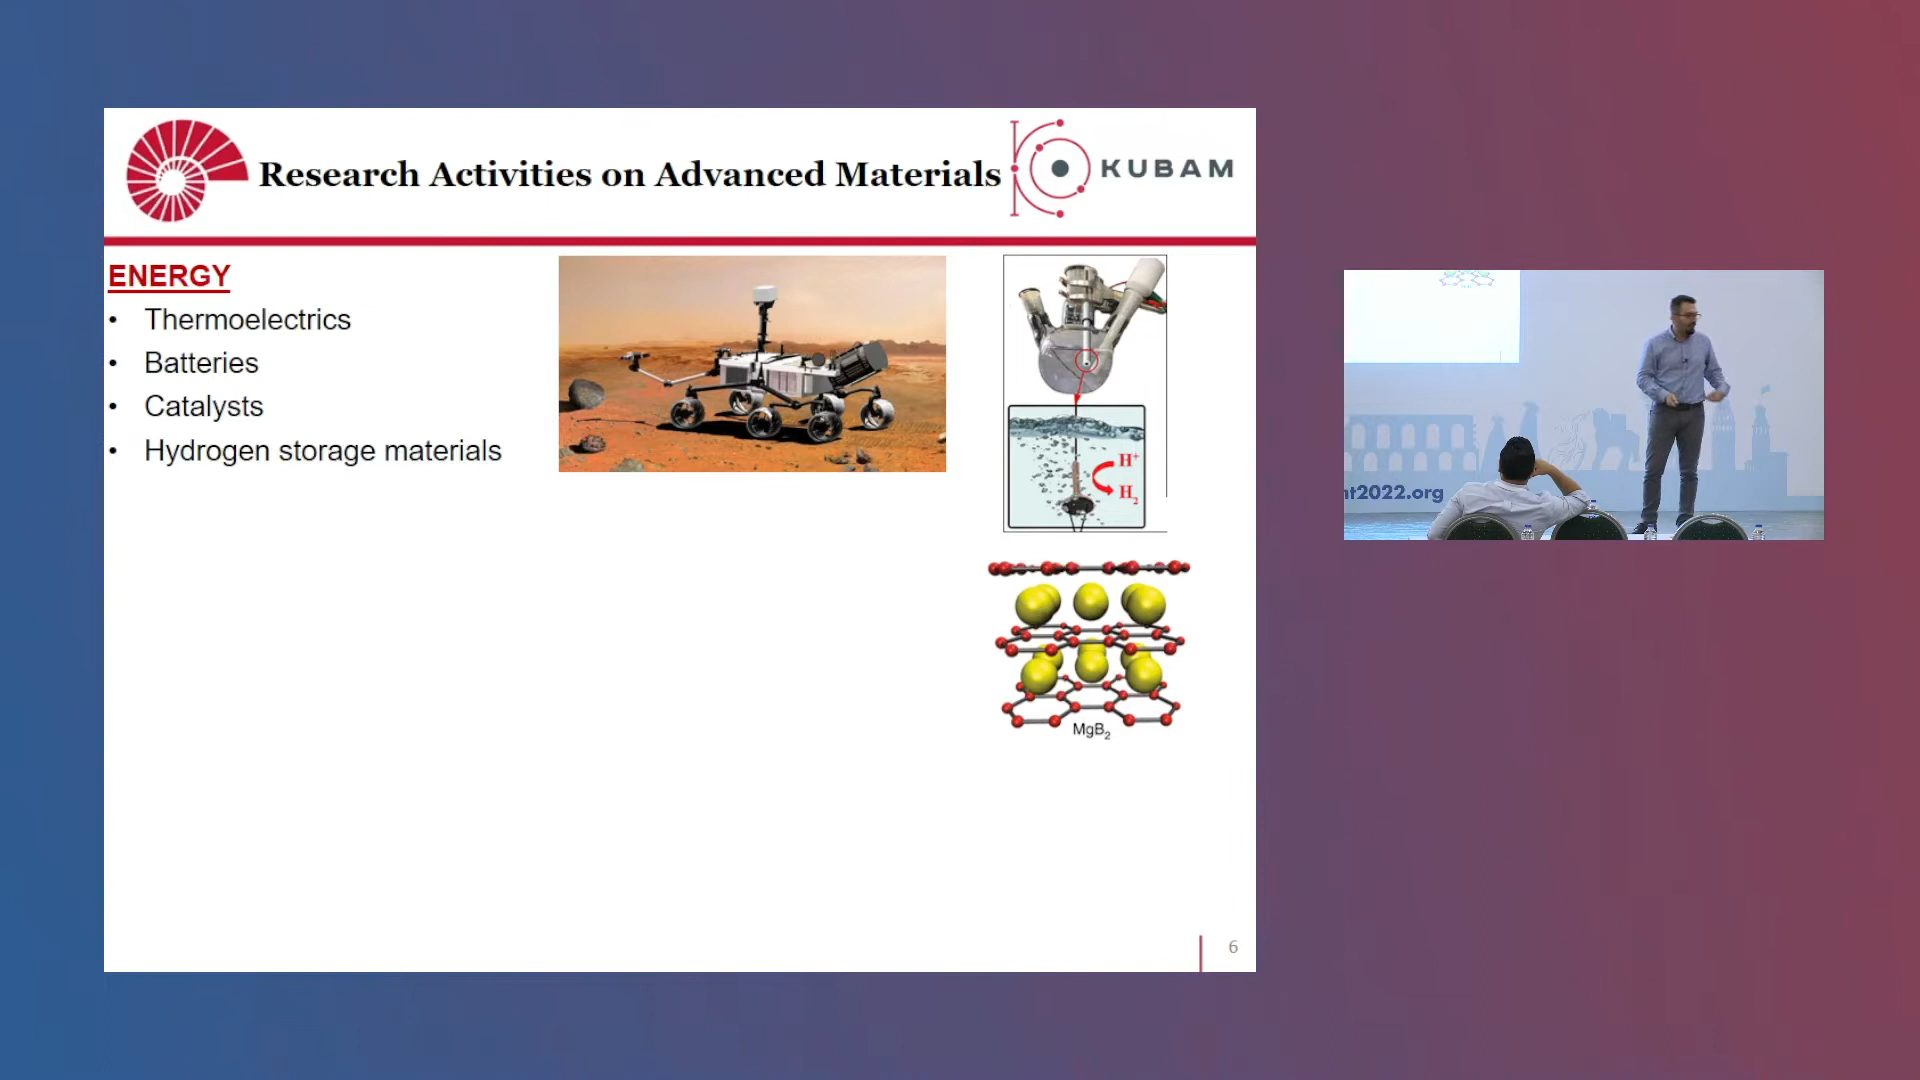 Research Activities on Advanced Materials
KUBAM
ENERGY
• Thermoelectrics
• Batteries
• Catalysts
• Hydrogen storage materials
H⁺
H₂
MgB₂
6
nt2022.org